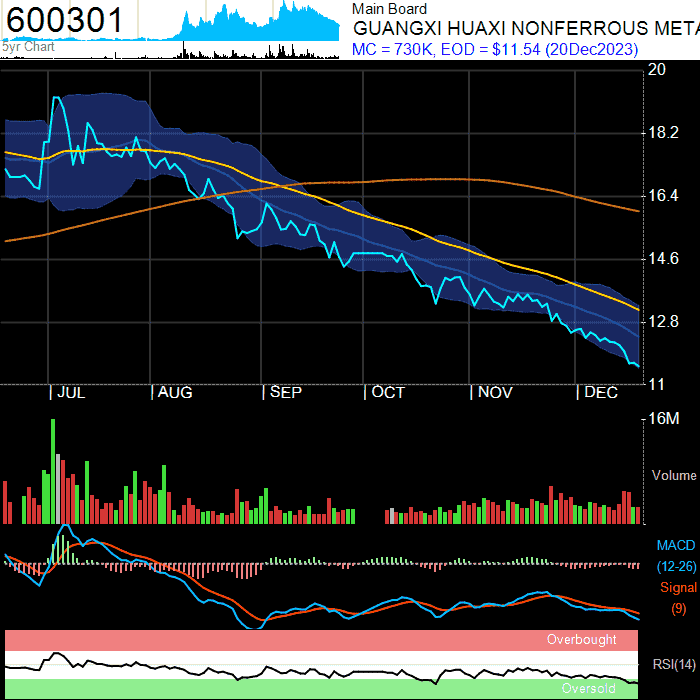 600301
5yr Chart
Main Board
GUANGXI HUAXI NONFERROUS META
MC = 730K, EOD = $11.54 (20Dec2023)
20
18.2
16.4
14.6
12.8
11
| JUL | AUG | SEP | OCT | NOV | DEC
16M
Volume
MACD
(12-26)
Signal
(9)
Overbought
RSI(14)
Oversold